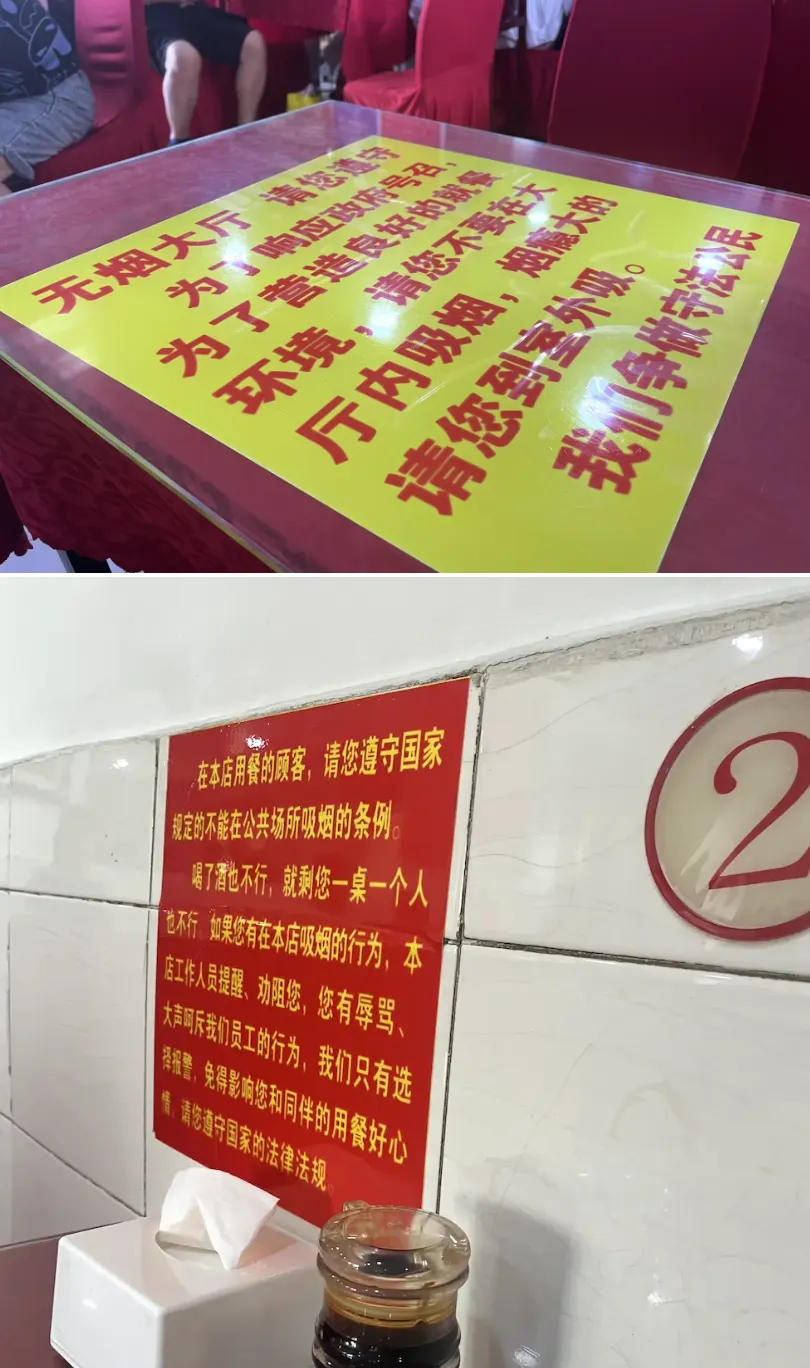 无烟大厅 请您遵守
为了响应政府号召，
为了营造良好的就餐
环境，请您不要在大
厅内吸烟，烟瘾大的
请您到室外吸。
我们争做守法公民
在本店用餐的顾客，请您遵守国家
规定的不能在公共场所吸烟的条例。
喝了酒也不行，就剩您一桌一个人
也不行。如果您有在本店吸烟的行为，本
店工作人员提醒、劝阻您，您有辱骂、
大声呵斥我们员工的行为，我们只有选
择报警，免得影响您和同伴的用餐好心
情，请您遵守国家的法律法规。
2